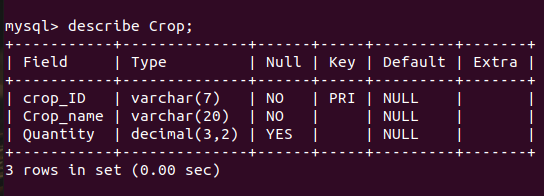 mysql> describe Crop;
+-----------+--------------+------+-----+---------+-------+
| Field     | Type         | Null | Key | Default | Extra |
+-----------+--------------+------+-----+---------+-------+
| crop_ID   | varchar(7)   | NO   | PRI | NULL    |       |
| Crop_name | varchar(20)  | NO   |     | NULL    |       |
| Quantity  | decimal(3,2) | YES  |     | NULL    |       |
+-----------+--------------+------+-----+---------+-------+
3 rows in set (0.00 sec)